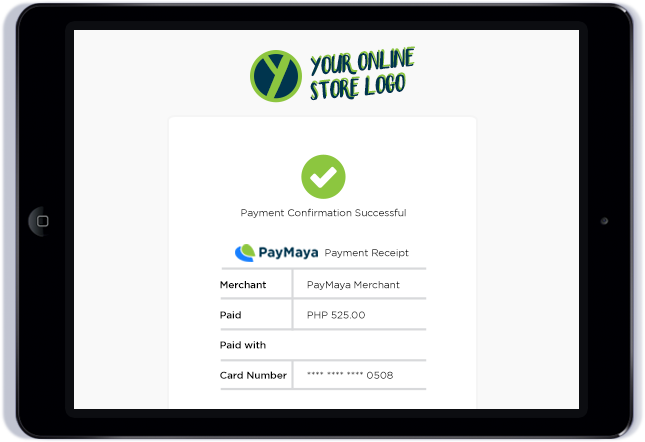 YOUR ONLINE
STORE LOGO
Payment Confirmation Successful
PayMaya Payment Receipt
Merchant PayMaya Merchant
Paid PHP 525.00
Paid with
Card Number **** **** **** 0508